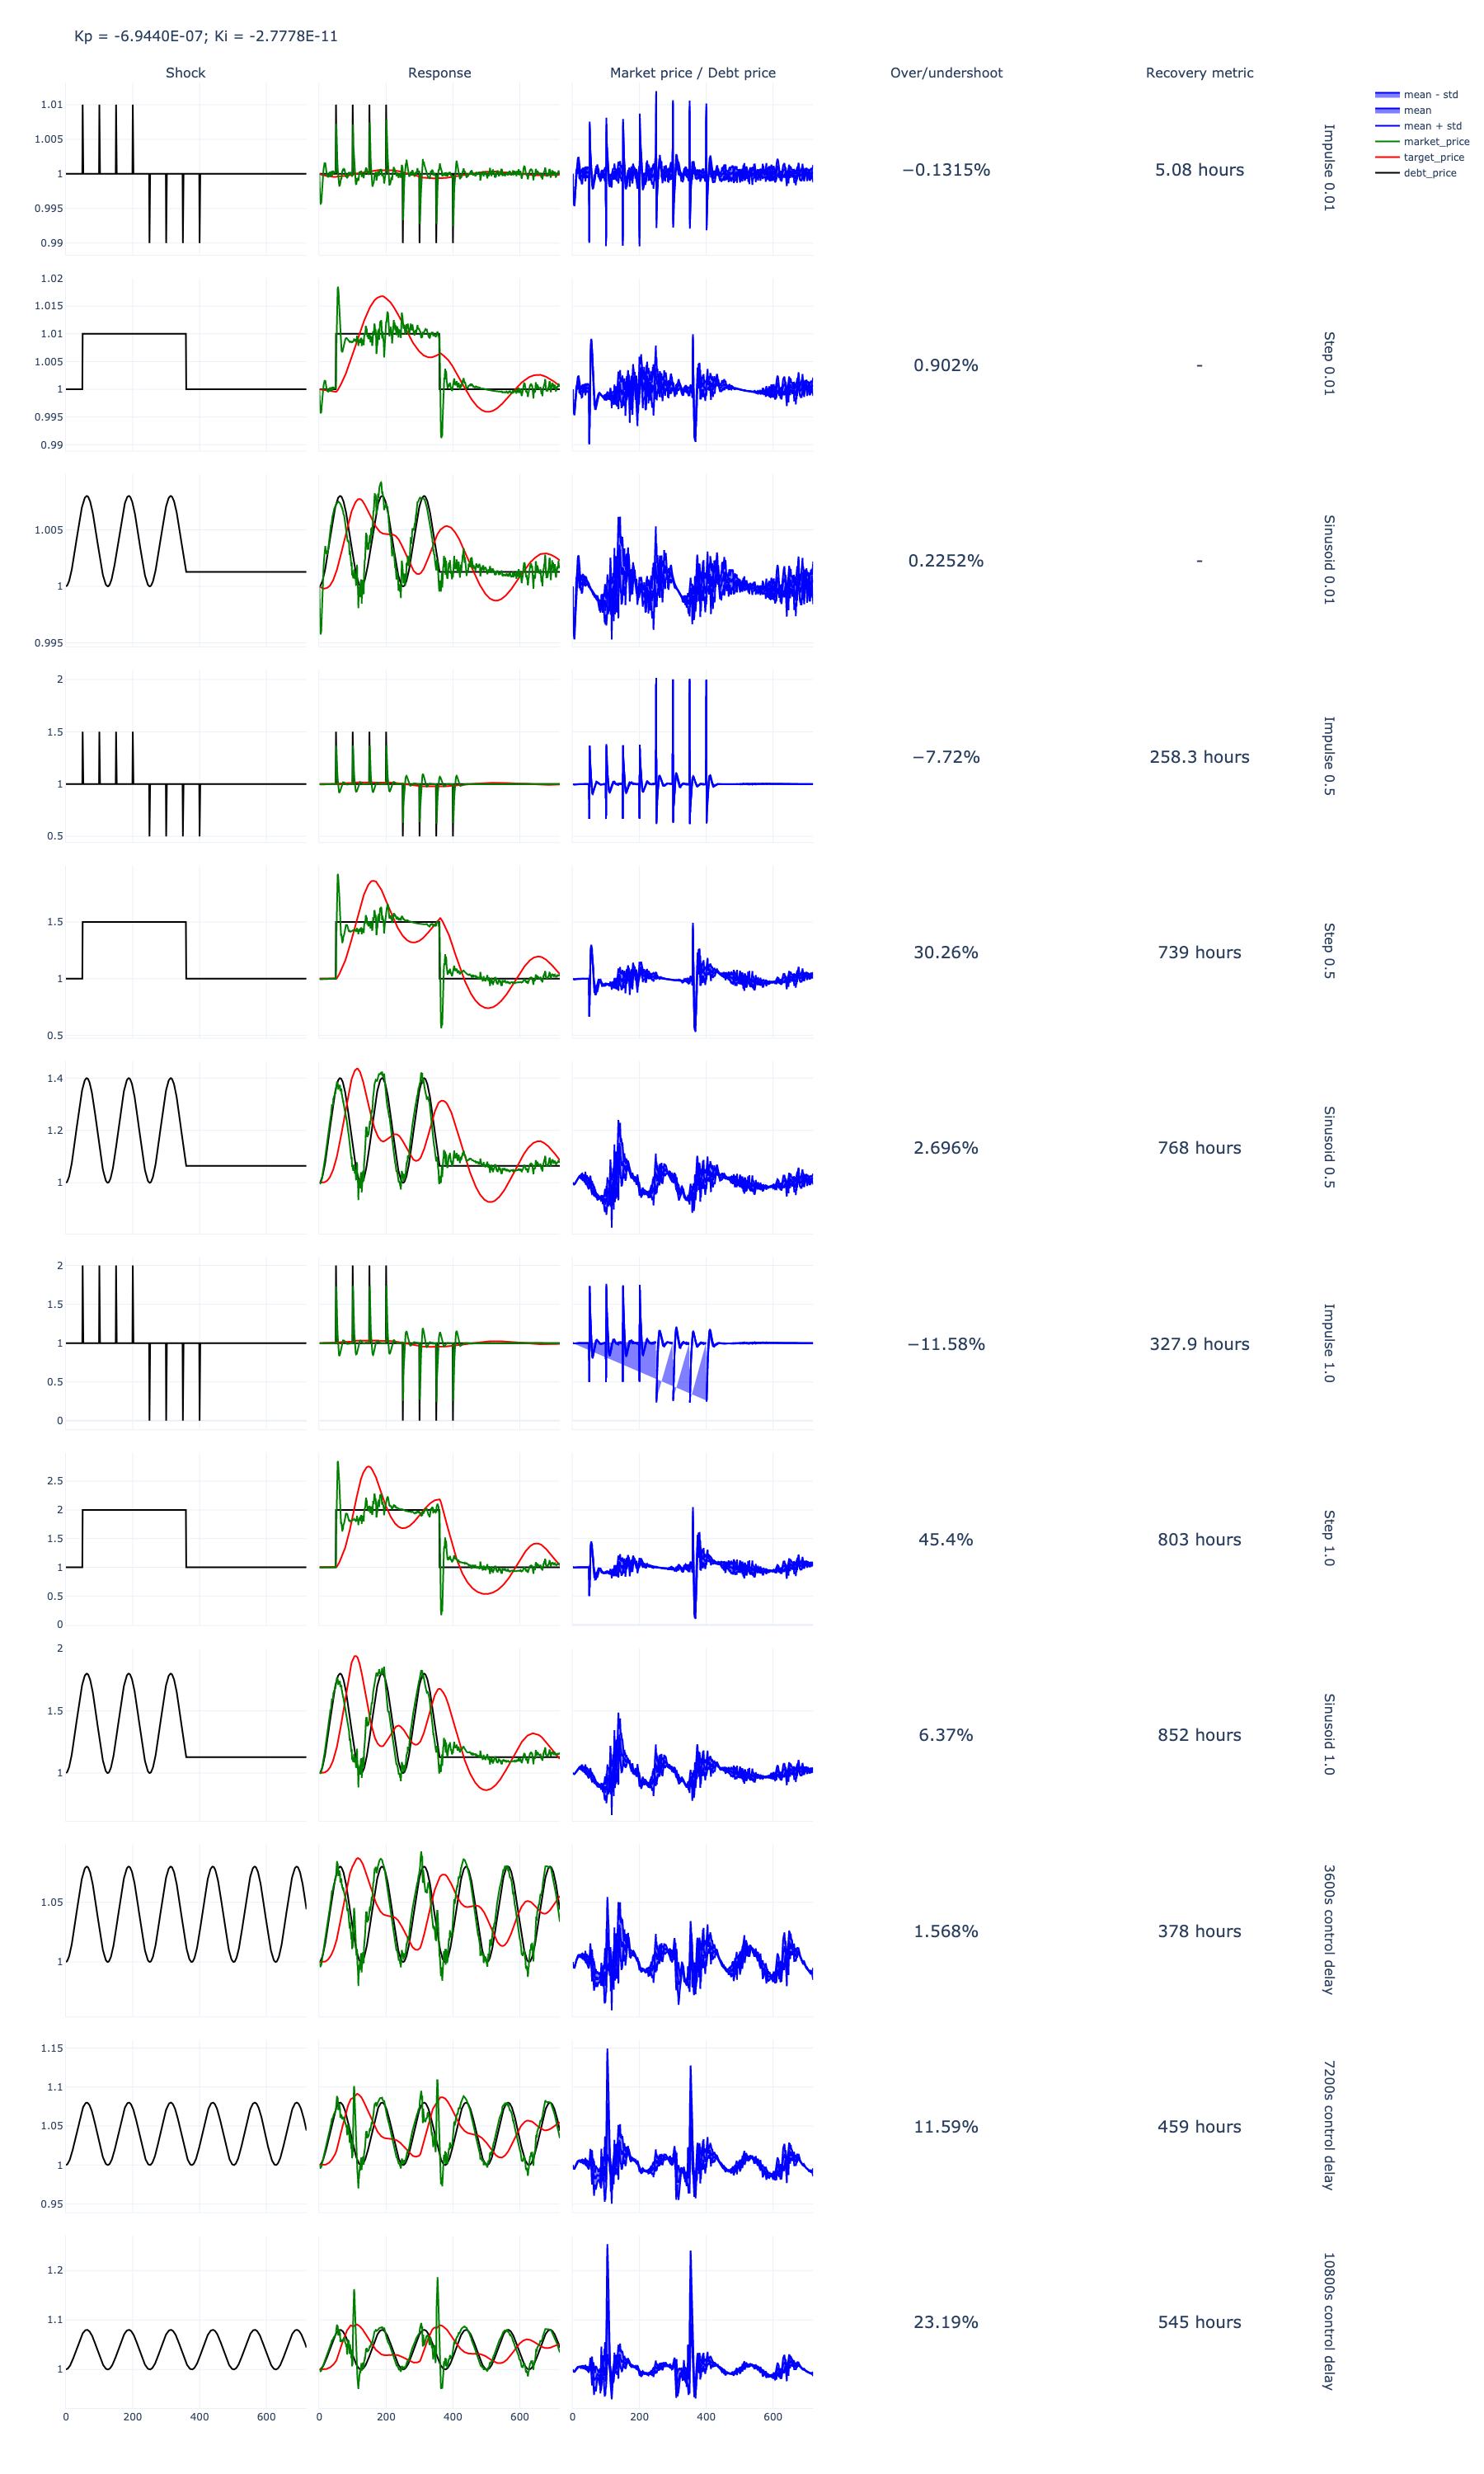 Kp = -6.9440E-07; Ki = -2.7778E-11
Shock
Response
Market price / Debt price
Over/undershoot
Recovery metric
mean - std
mean
mean + std
market_price
target_price
debt_price
1.01
1.005
1
0.995
0.99
−0.1315%
5.08 hours
Impulse 0.01
1.02
1.015
1.01
1.005
1
0.995
0.99
0.902%
-
Step 0.01
1.005
1
0.995
0.2252%
-
Sinusoid 0.01
2
1.5
1
0.5
−7.72%
258.3 hours
Impulse 0.5
1.5
1
0.5
30.26%
739 hours
Step 0.5
1.4
1.2
1
2.696%
768 hours
Sinusoid 0.5
2
1.5
1
0.5
0
−11.58%
327.9 hours
Impulse 1.0
2.5
2
1.5
1
0.5
0
45.4%
803 hours
Step 1.0
2
1.5
1
6.37%
852 hours
Sinusoid 1.0
1.05
1
1.568%
378 hours
3600s control delay
1.15
1.1
1.05
1
0.95
11.59%
459 hours
7200s control delay
1.2
1.1
1
23.19%
545 hours
10800s control delay
0 200 400 600
0 200 400 600
0 200 400 600